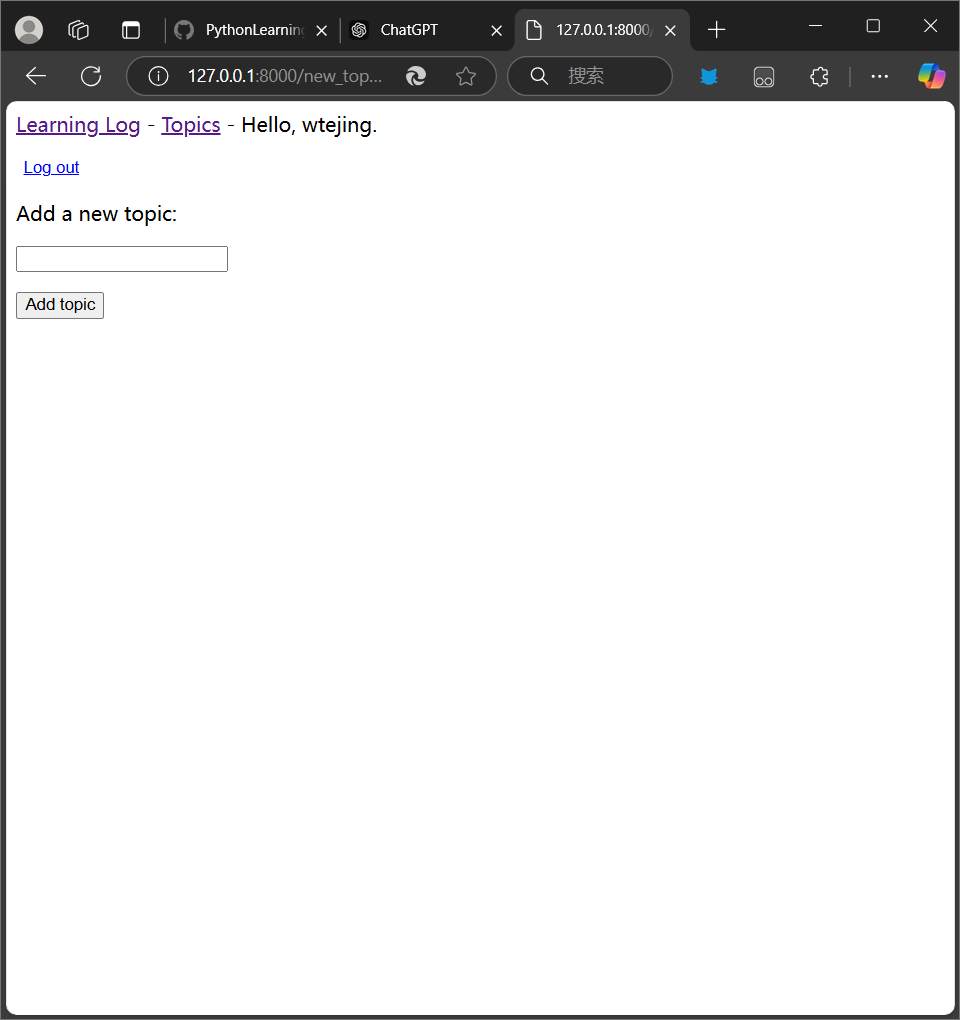 PythonLearning
ChatGPT
127.0.0.1:8000/
127.0.0.1:8000/new_top...
搜索
Learning Log - Topics - Hello, wtejing.
Log out
Add a new topic:
Add topic